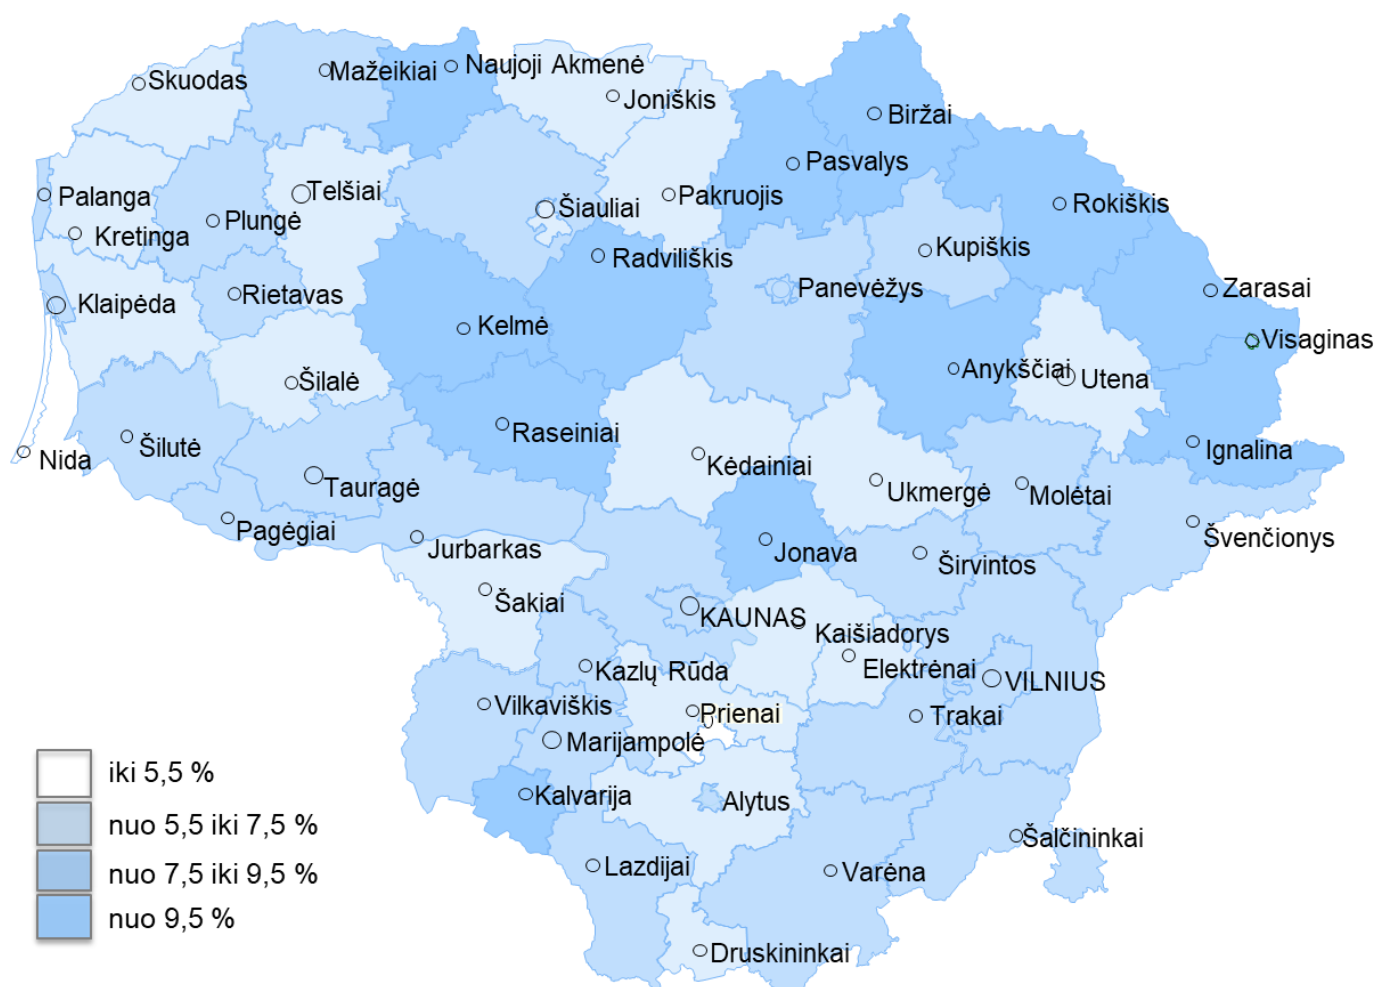 Naujoji Akmenė
Skuodas
Mažeikiai
Joniškis
Biržai
Pasvalys
Palanga
Telšiai
Šiauliai
Pakruojis
Rokiškis
Kretinga
Plungė
Radviliškis
Kupiškis
Klaipėda
Rietavas
Panevėžys
Zarasai
Kelmė
Visaginas
Šilalė
Anykščiai
Utena
Nida
Šilutė
Raseiniai
Kėdainiai
Ignalina
Tauragė
Ukmergė
Molėtai
Pagėgiai
Jurbarkas
Jonava
Širvintos
Švenčionys
Šakiai
KAUNAS
Kaišiadorys
Kazlų Rūda
Elektrėnai
VILNIUS
Vilkaviškis
Prienai
Trakai
Marijampolė
Kalvarija
Alytus
Šalčininkai
Lazdijai
Varėna
Druskininkai
iki 5,5 %
nuo 5,5 iki 7,5 %
nuo 7,5 iki 9,5 %
nuo 9,5 %